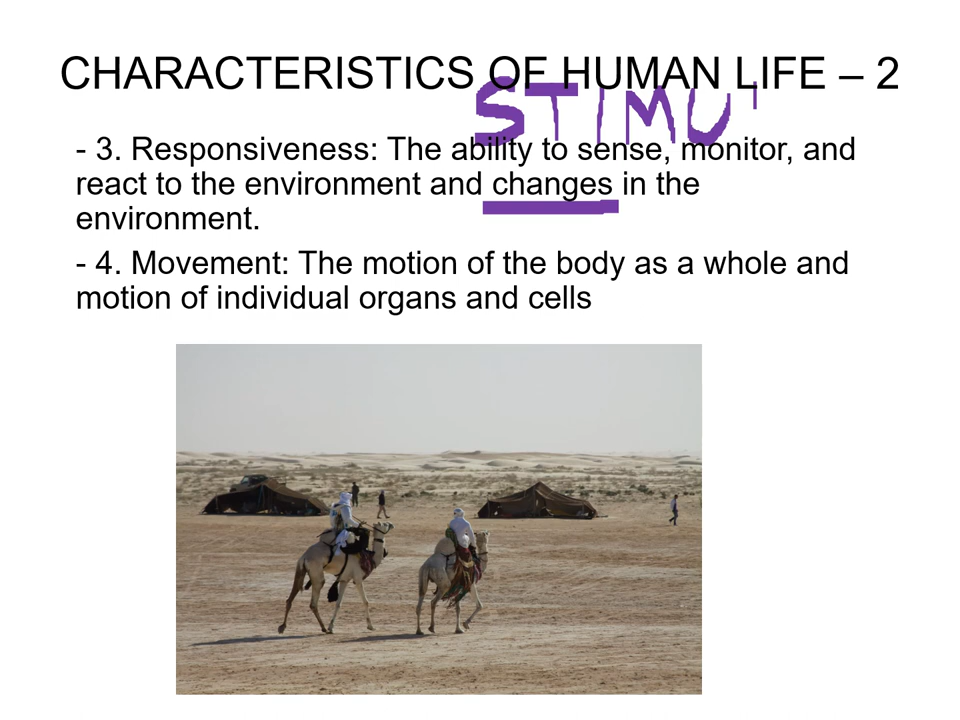 CHARACTERISTICS OF HUMAN LIFE – 2
STIMU
- 3. Responsiveness: The ability to sense, monitor, and
react to the environment and changes in the
environment.
- 4. Movement: The motion of the body as a whole and
motion of individual organs and cells